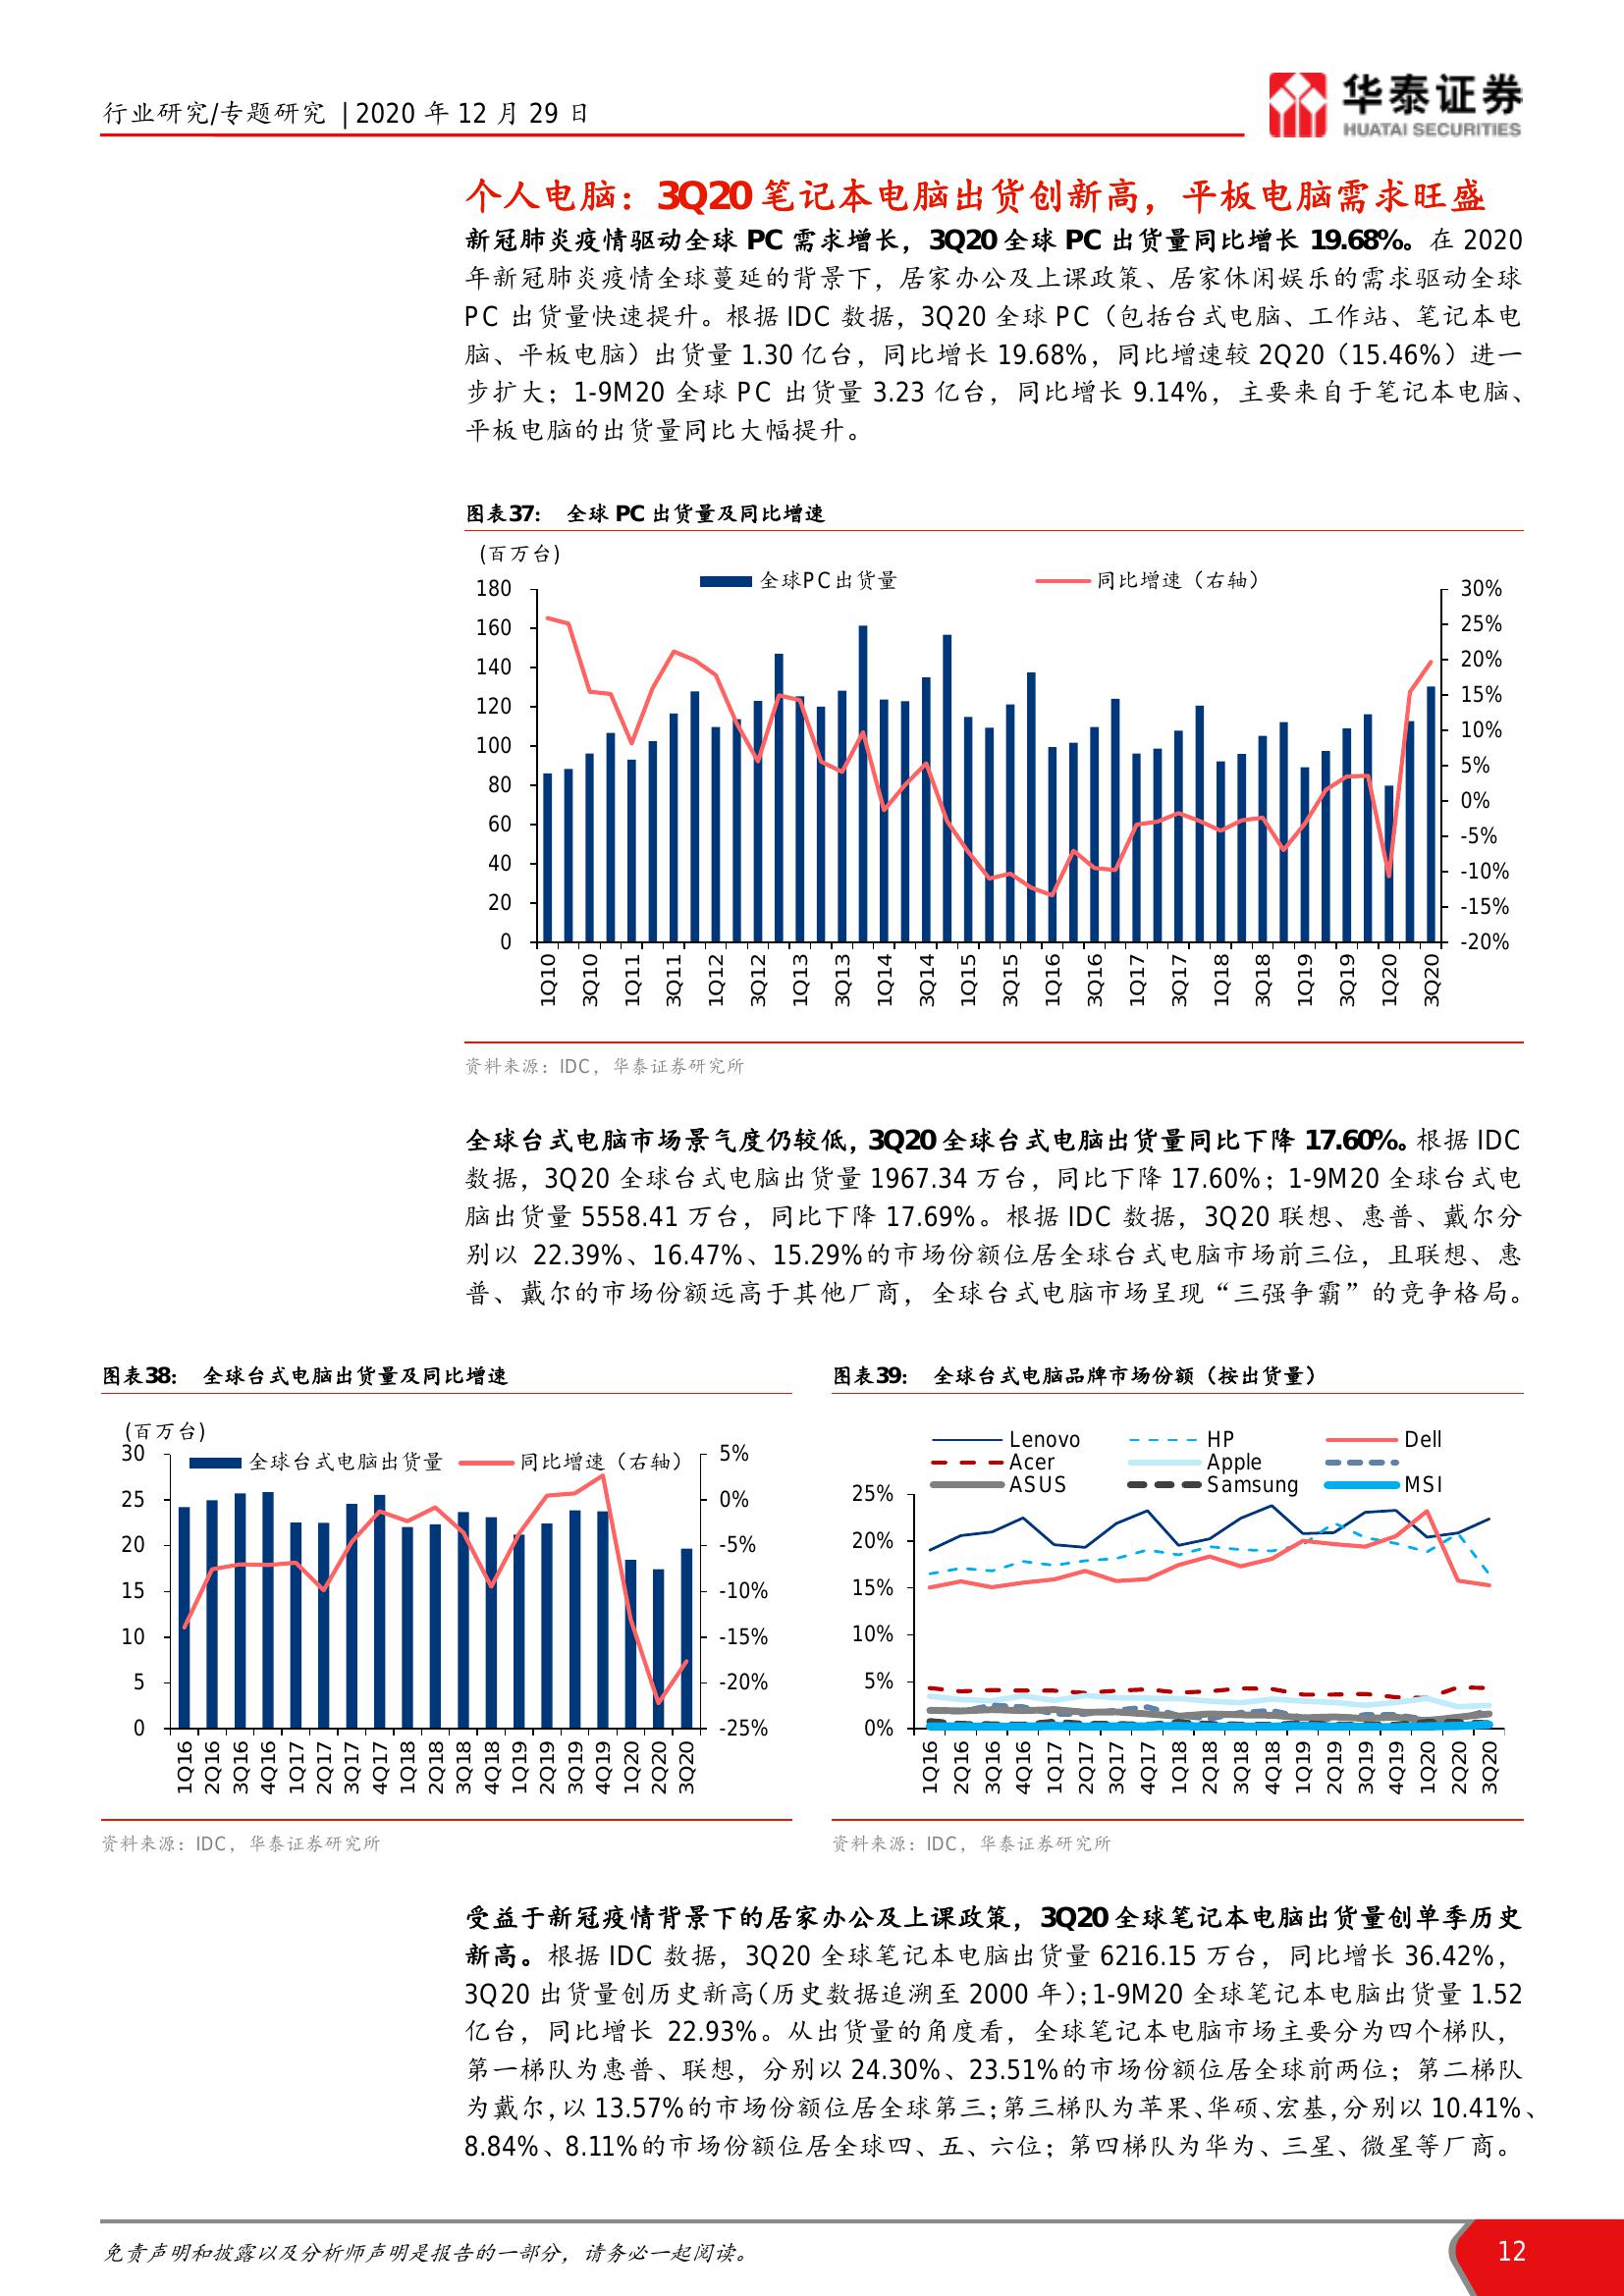 行业研究/专题研究 | 2020 年 12 月 29 日
华泰证券
HUATAI SECURITIES
个人电脑：3Q20 笔记本电脑出货创新高，平板电脑需求旺盛
新冠肺炎疫情驱动全球 PC 需求增长，3Q20 全球 PC 出货量同比增长 19.68%。在 2020
年新冠肺炎疫情全球蔓延的背景下，居家办公及上课政策、居家休闲娱乐的需求驱动全球
PC 出货量快速提升。根据 IDC 数据，3Q20 全球 PC（包括台式电脑、工作站、笔记本电
脑、平板电脑）出货量 1.30 亿台，同比增长 19.68%，同比增速较 2Q20（15.46%）进一
步扩大；1-9M20 全球 PC 出货量 3.23 亿台，同比增长 9.14%，主要来自于笔记本电脑、
平板电脑的出货量同比大幅提升。
图表37： 全球 PC 出货量及同比增速
(百万台)
全球PC出货量 同比增速（右轴）
180 30%
160 25%
140 20%
120 15%
100 10%
80 5%
60 0%
40 -5%
20 -10%
0 -15%
-20%
1Q10 3Q10 1Q11 3Q11 1Q12 3Q12 1Q13 3Q13 1Q14 3Q14 1Q15 3Q15 1Q16 3Q16 1Q17 3Q17 1Q18 3Q18 1Q19 3Q19 1Q20 3Q20
资料来源：IDC，华泰证券研究所
全球台式电脑市场景气度仍较低，3Q20 全球台式电脑出货量同比下降 17.60%。根据 IDC
数据，3Q20 全球台式电脑出货量 1967.34 万台，同比下降 17.60%；1-9M20 全球台式电
脑出货量 5558.41 万台，同比下降 17.69%。根据 IDC 数据，3Q20 联想、惠普、戴尔分
别以 22.39%、16.47%、15.29%的市场份额位居全球台式电脑市场前三位，且联想、惠
普、戴尔的市场份额远高于其他厂商，全球台式电脑市场呈现“三强争霸”的竞争格局。
图表38： 全球台式电脑出货量及同比增速
(百万台)
全球台式电脑出货量 同比增速（右轴）
30 5%
25 0%
20 -5%
15 -10%
10 -15%
5 -20%
0 -25%
1Q16 2Q16 3Q16 4Q16 1Q17 2Q17 3Q17 4Q17 1Q18 2Q18 3Q18 4Q18 1Q19 2Q19 3Q19 4Q19 1Q20 2Q20 3Q20
资料来源：IDC，华泰证券研究所
图表39： 全球台式电脑品牌市场份额（按出货量）
Lenovo HP Dell
Acer Apple
ASUS Samsung MSI
25%
20%
15%
10%
5%
0%
1Q16 2Q16 3Q16 4Q16 1Q17 2Q17 3Q17 4Q17 1Q18 2Q18 3Q18 4Q18 1Q19 2Q19 3Q19 4Q19 1Q20 2Q20 3Q20
资料来源：IDC，华泰证券研究所
受益于新冠疫情背景下的居家办公及上课政策，3Q20 全球笔记本电脑出货量创单季历史
新高。根据 IDC 数据，3Q20 全球笔记本电脑出货量 6216.15 万台，同比增长 36.42%，
3Q20 出货量创历史新高（历史数据追溯至 2000 年）；1-9M20 全球笔记本电脑出货量 1.52
亿台，同比增长 22.93%。从出货量的角度看，全球笔记本电脑市场主要分为四个梯队，
第一梯队为惠普、联想，分别以 24.30%、23.51%的市场份额位居全球前两位；第二梯队
为戴尔，以 13.57%的市场份额位居全球第三；第三梯队为苹果、华硕、宏基，分别以 10.41%、
8.84%、8.11%的市场份额位居全球四、五、六位；第四梯队为华为、三星、微星等厂商。
免责声明和披露以及分析师声明是报告的一部分，请务必一起阅读。
12